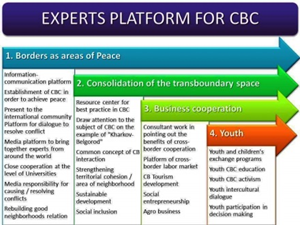 EXPERTS PLATFORM FOR CBC
1. Borders as areas of Peace
Information-
communication platform
Establishment of CBC in
order to achieve peace
Present to the
international community
Platform for dialogue to
resolve conflict
Media platform to bring
together experts from
around the world
Close cooperation at the
level of Universities
Media responsibility for
causing / resolving
conflicts
Rebuilding good
neighborhoods relation
2. Consolidation of the transboundary space
Resource center for
best practice in CBC
Draw attention to the
subject of CBC on the
example of "Kharkov-
Belgorod"
Common concept of CB
interaction
Strengthening
territorial cohesion /
area of neighborhood
Sustainable
development
Social inclusion
3. Business cooperation
Consultant work in
pointing out the
benefits of cross-
border cooperation
Platform of cross-
border labor market
CB Tourism
development
Social
entrepreneurship
Agro business
4. Youth
Youth and children's
exchange programs
Youth CBC education
Youth CBC activism
Youth intercultural
dialogue
Youth participation in
decision making